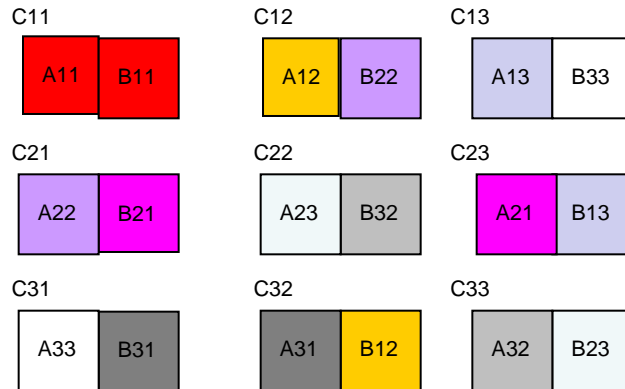 C11 C12 C13
A11 B11 A12 B22 A13 B33
C21 C22 C23
A22 B21 A23 B32 A21 B13
C31 C32 C33
A33 B31 A31 B12 A32 B23